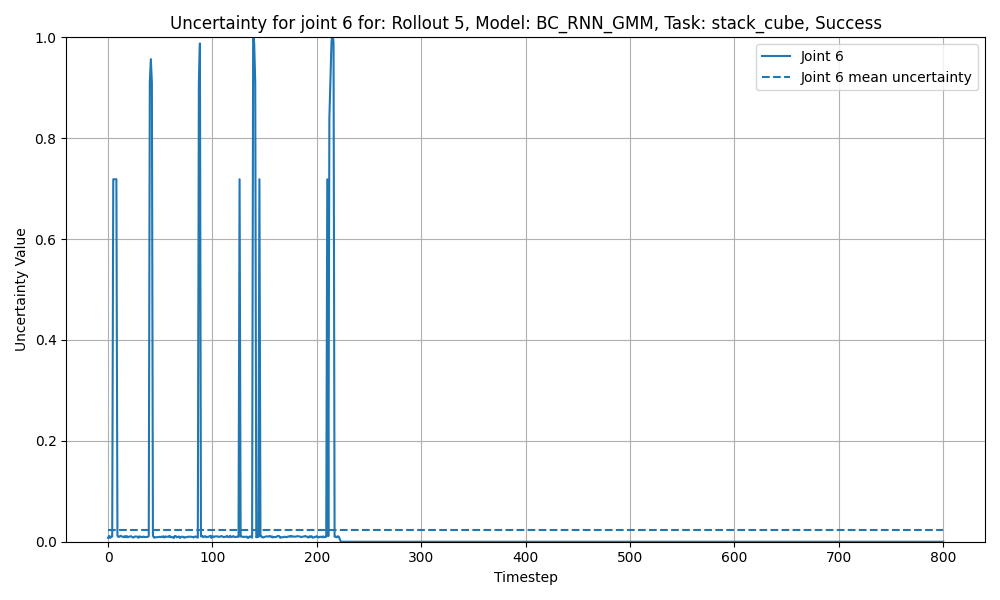 Uncertainty for joint 6 for: Rollout 5, Model: BC_RNN_GMM, Task: stack_cube, Success
Joint 6
Joint 6 mean uncertainty
Uncertainty Value
1.0
0.8
0.6
0.4
0.2
0.0
0 100 200 300 400 500 600 700 800
Timestep